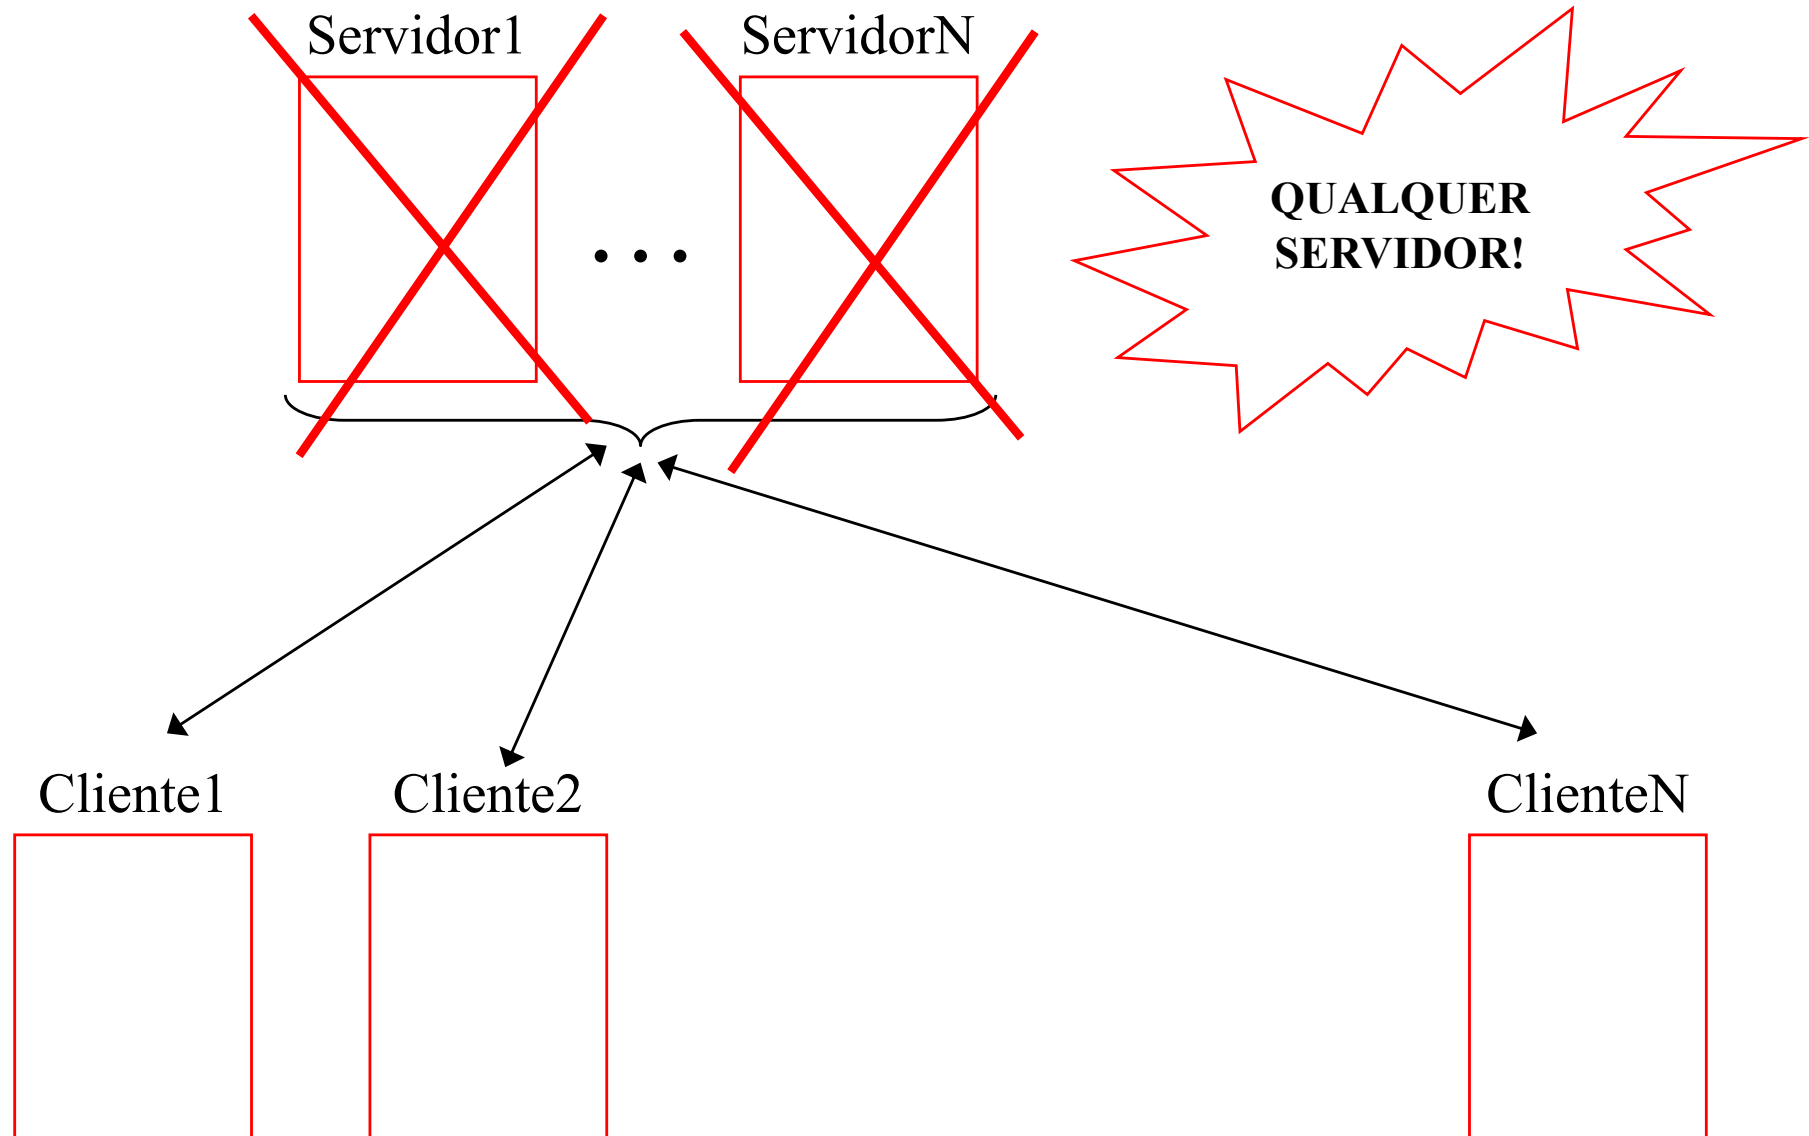 Servidor1
ServidorN
QUALQUER
SERVIDOR!
. . .
Cliente1
Cliente2
ClienteN